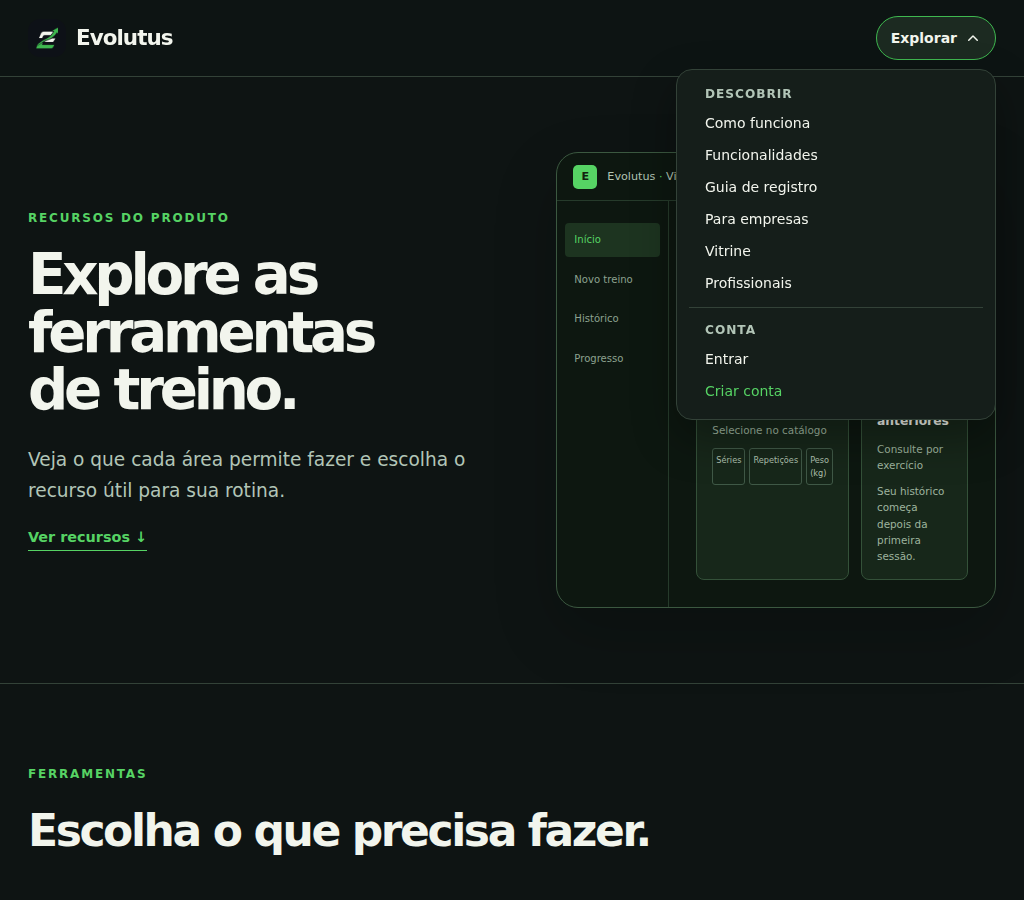 Evolutus
Explorar
DESCOBRIR
Como funciona
Funcionalidades
Guia de registro
Para empresas
Vitrine
Profissionais
CONTA
Entrar
Criar conta
RECURSOS DO PRODUTO
Explore as
ferramentas
de treino.
Veja o que cada área permite fazer e escolha o
recurso útil para sua rotina.
Ver recursos ↓
E
Evolutus · Vi
Início
Novo treino
Histórico
Progresso
Selecione no catálogo
Séries
Repetições
Peso
(kg)
anteriores
Consulte por
exercício
Seu histórico
começa
depois da
primeira
sessão.
FERRAMENTAS
Escolha o que precisa fazer.